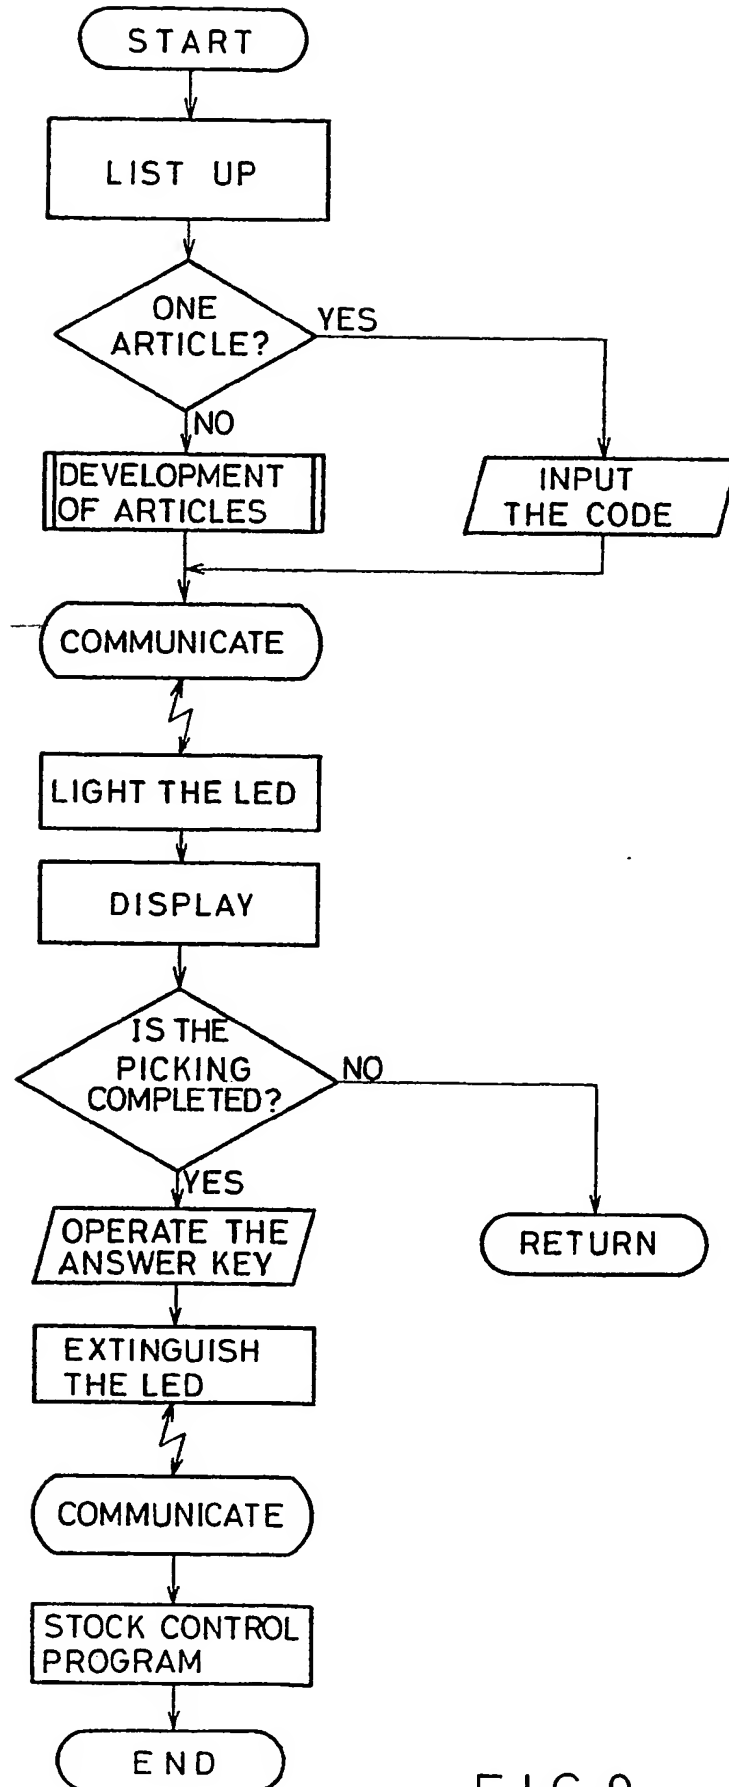 START
LIST UP
ONE
ARTICLE?
YES
NO
DEVELOPMENT
OF ARTICLES
INPUT
THE CODE
COMMUNICATE
LIGHT THE LED
DISPLAY
IS THE
PICKING
COMPLETED?
NO
YES
OPERATE THE
ANSWER KEY
RETURN
EXTINGUISH
THE LED
COMMUNICATE
STOCK CONTROL
PROGRAM
END